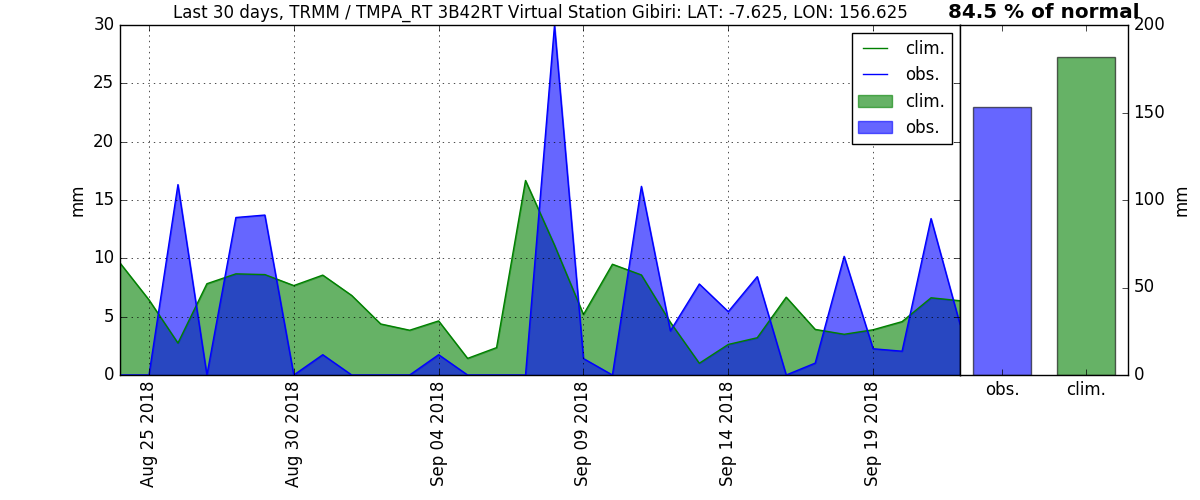 Last 30 days, TRMM / TMPA_RT 3B42RT Virtual Station Gibiri: LAT: -7.625, LON: 156.625
84.5 % of normal
30
25
20
15
10
5
0
mm
clim.
obs.
clim.
obs.
Aug 25 2018
Aug 30 2018
Sep 04 2018
Sep 09 2018
Sep 14 2018
Sep 19 2018
200
150
100
50
0
mm
obs.
clim.